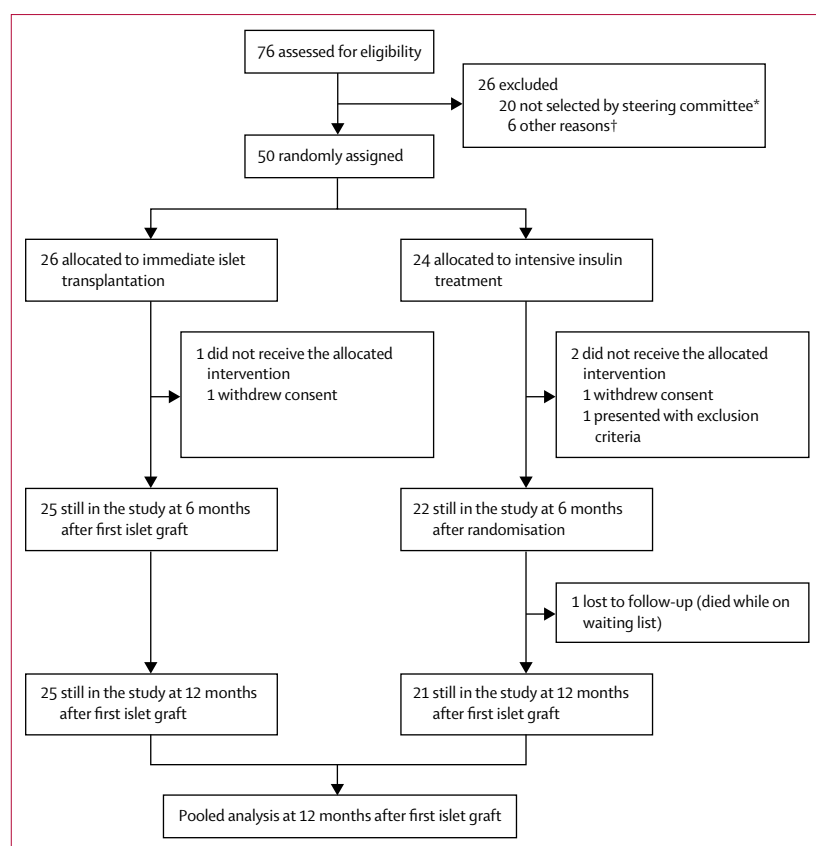 76 assessed for eligibility
26 excluded
20 not selected by steering committee*
6 other reasons†
50 randomly assigned
26 allocated to immediate islet
transplantation
24 allocated to intensive insulin
treatment
1 did not receive the allocated
intervention
1 withdrew consent
2 did not receive the allocated
intervention
1 withdrew consent
1 presented with exclusion
criteria
25 still in the study at 6 months
after first islet graft
22 still in the study at 6 months
after randomisation
1 lost to follow-up (died while on
waiting list)
25 still in the study at 12 months
after first islet graft
21 still in the study at 12 months
after first islet graft
Pooled analysis at 12 months after first islet graft